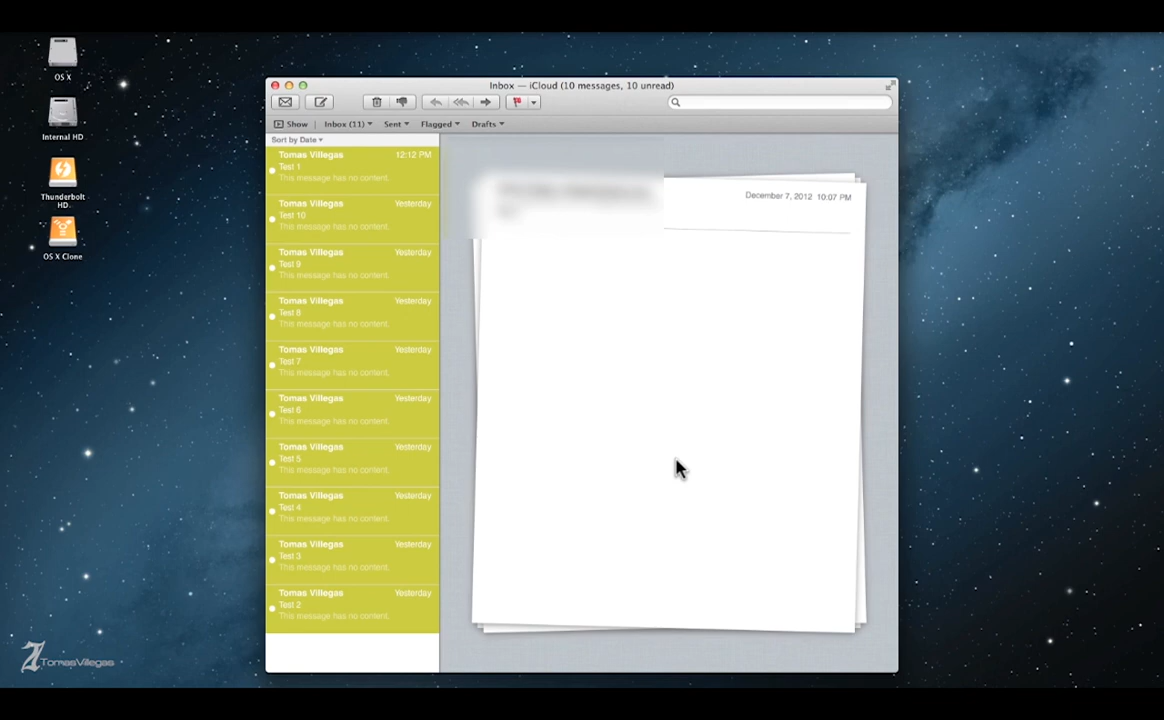 OS X
Internal HD
Thunderbolt
HD
OS X Clone
Inbox — iCloud (10 messages, 10 unread)
Show Inbox (11) Sent Flagged Drafts
Sort by Date
Tomas Villegas 12:12 PM
Test 1
This message has no content.
Tomas Villegas Yesterday
Test 10
This message has no content.
Tomas Villegas Yesterday
Test 9
This message has no content.
Tomas Villegas Yesterday
Test 8
This message has no content.
Tomas Villegas Yesterday
Test 7
This message has no content.
Tomas Villegas Yesterday
Test 6
This message has no content.
Tomas Villegas Yesterday
Test 5
This message has no content.
Tomas Villegas Yesterday
Test 4
This message has no content.
Tomas Villegas Yesterday
Test 3
This message has no content.
Tomas Villegas Yesterday
Test 2
This message has no content.
December 7, 2012 10:07 PM
TomasVillegas